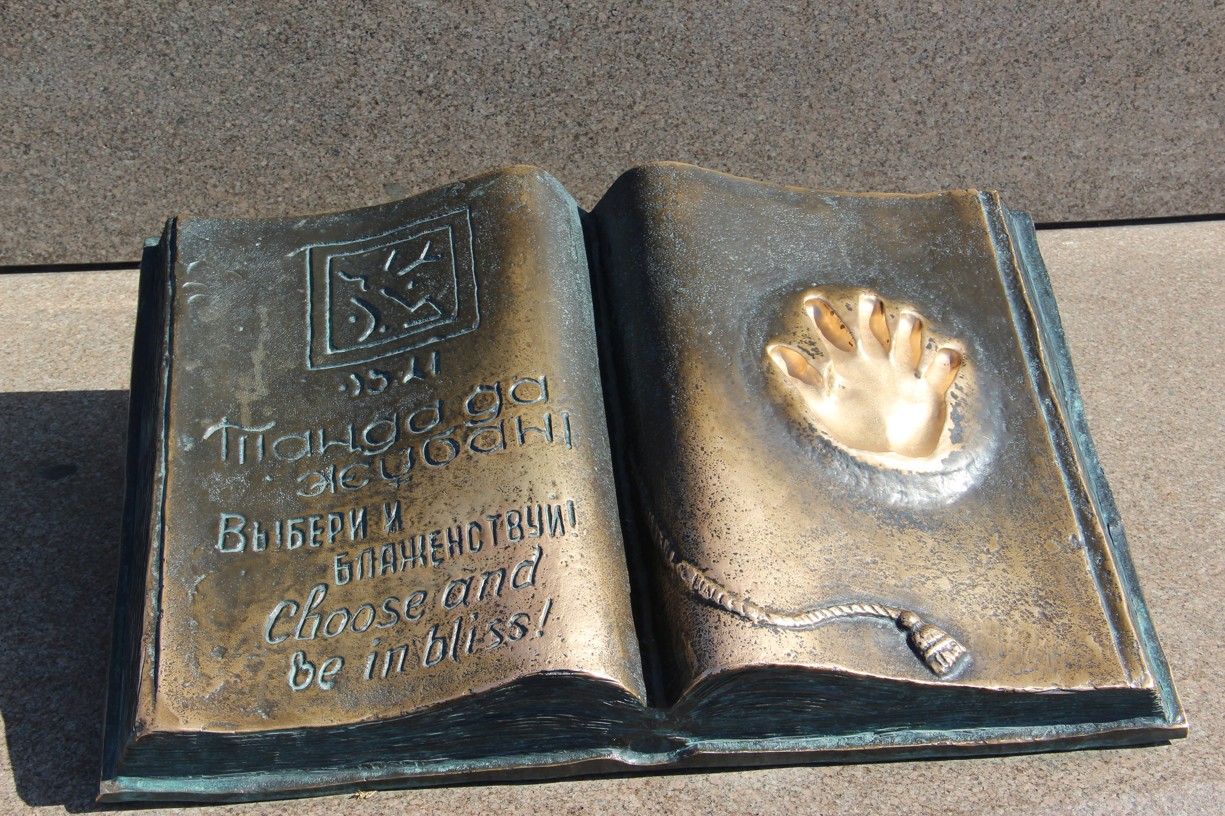 Таңда да
жұбан!
Выбери и
блаженствуй!
Choose and
be in bliss!